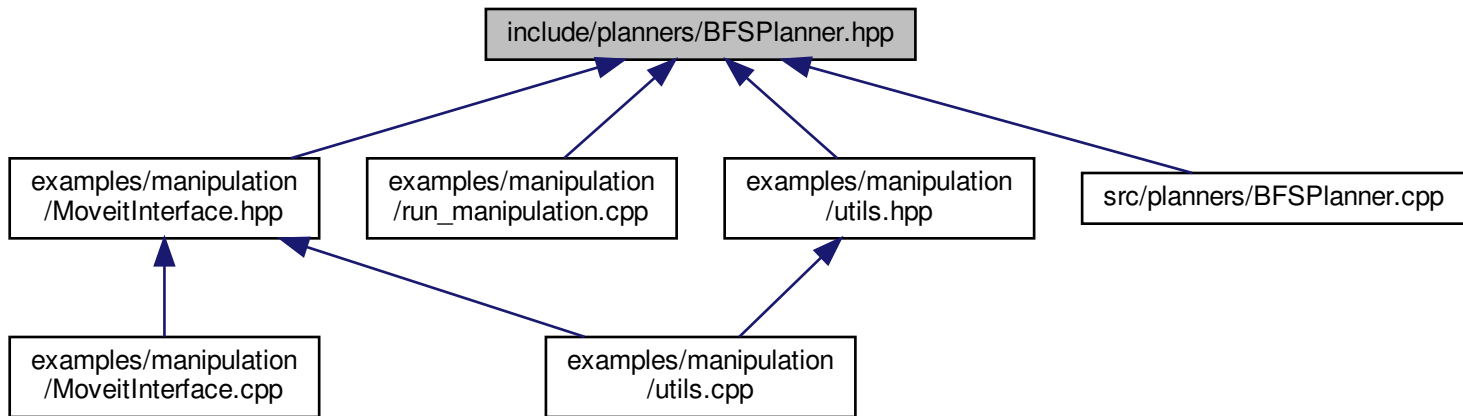 include/planners/BFSPlanner.hpp
examples/manipulation
/MoveitInterface.hpp
examples/manipulation
/run_manipulation.cpp
examples/manipulation
/utils.hpp
src/planners/BFSPlanner.cpp
examples/manipulation
/MoveitInterface.cpp
examples/manipulation
/utils.cpp